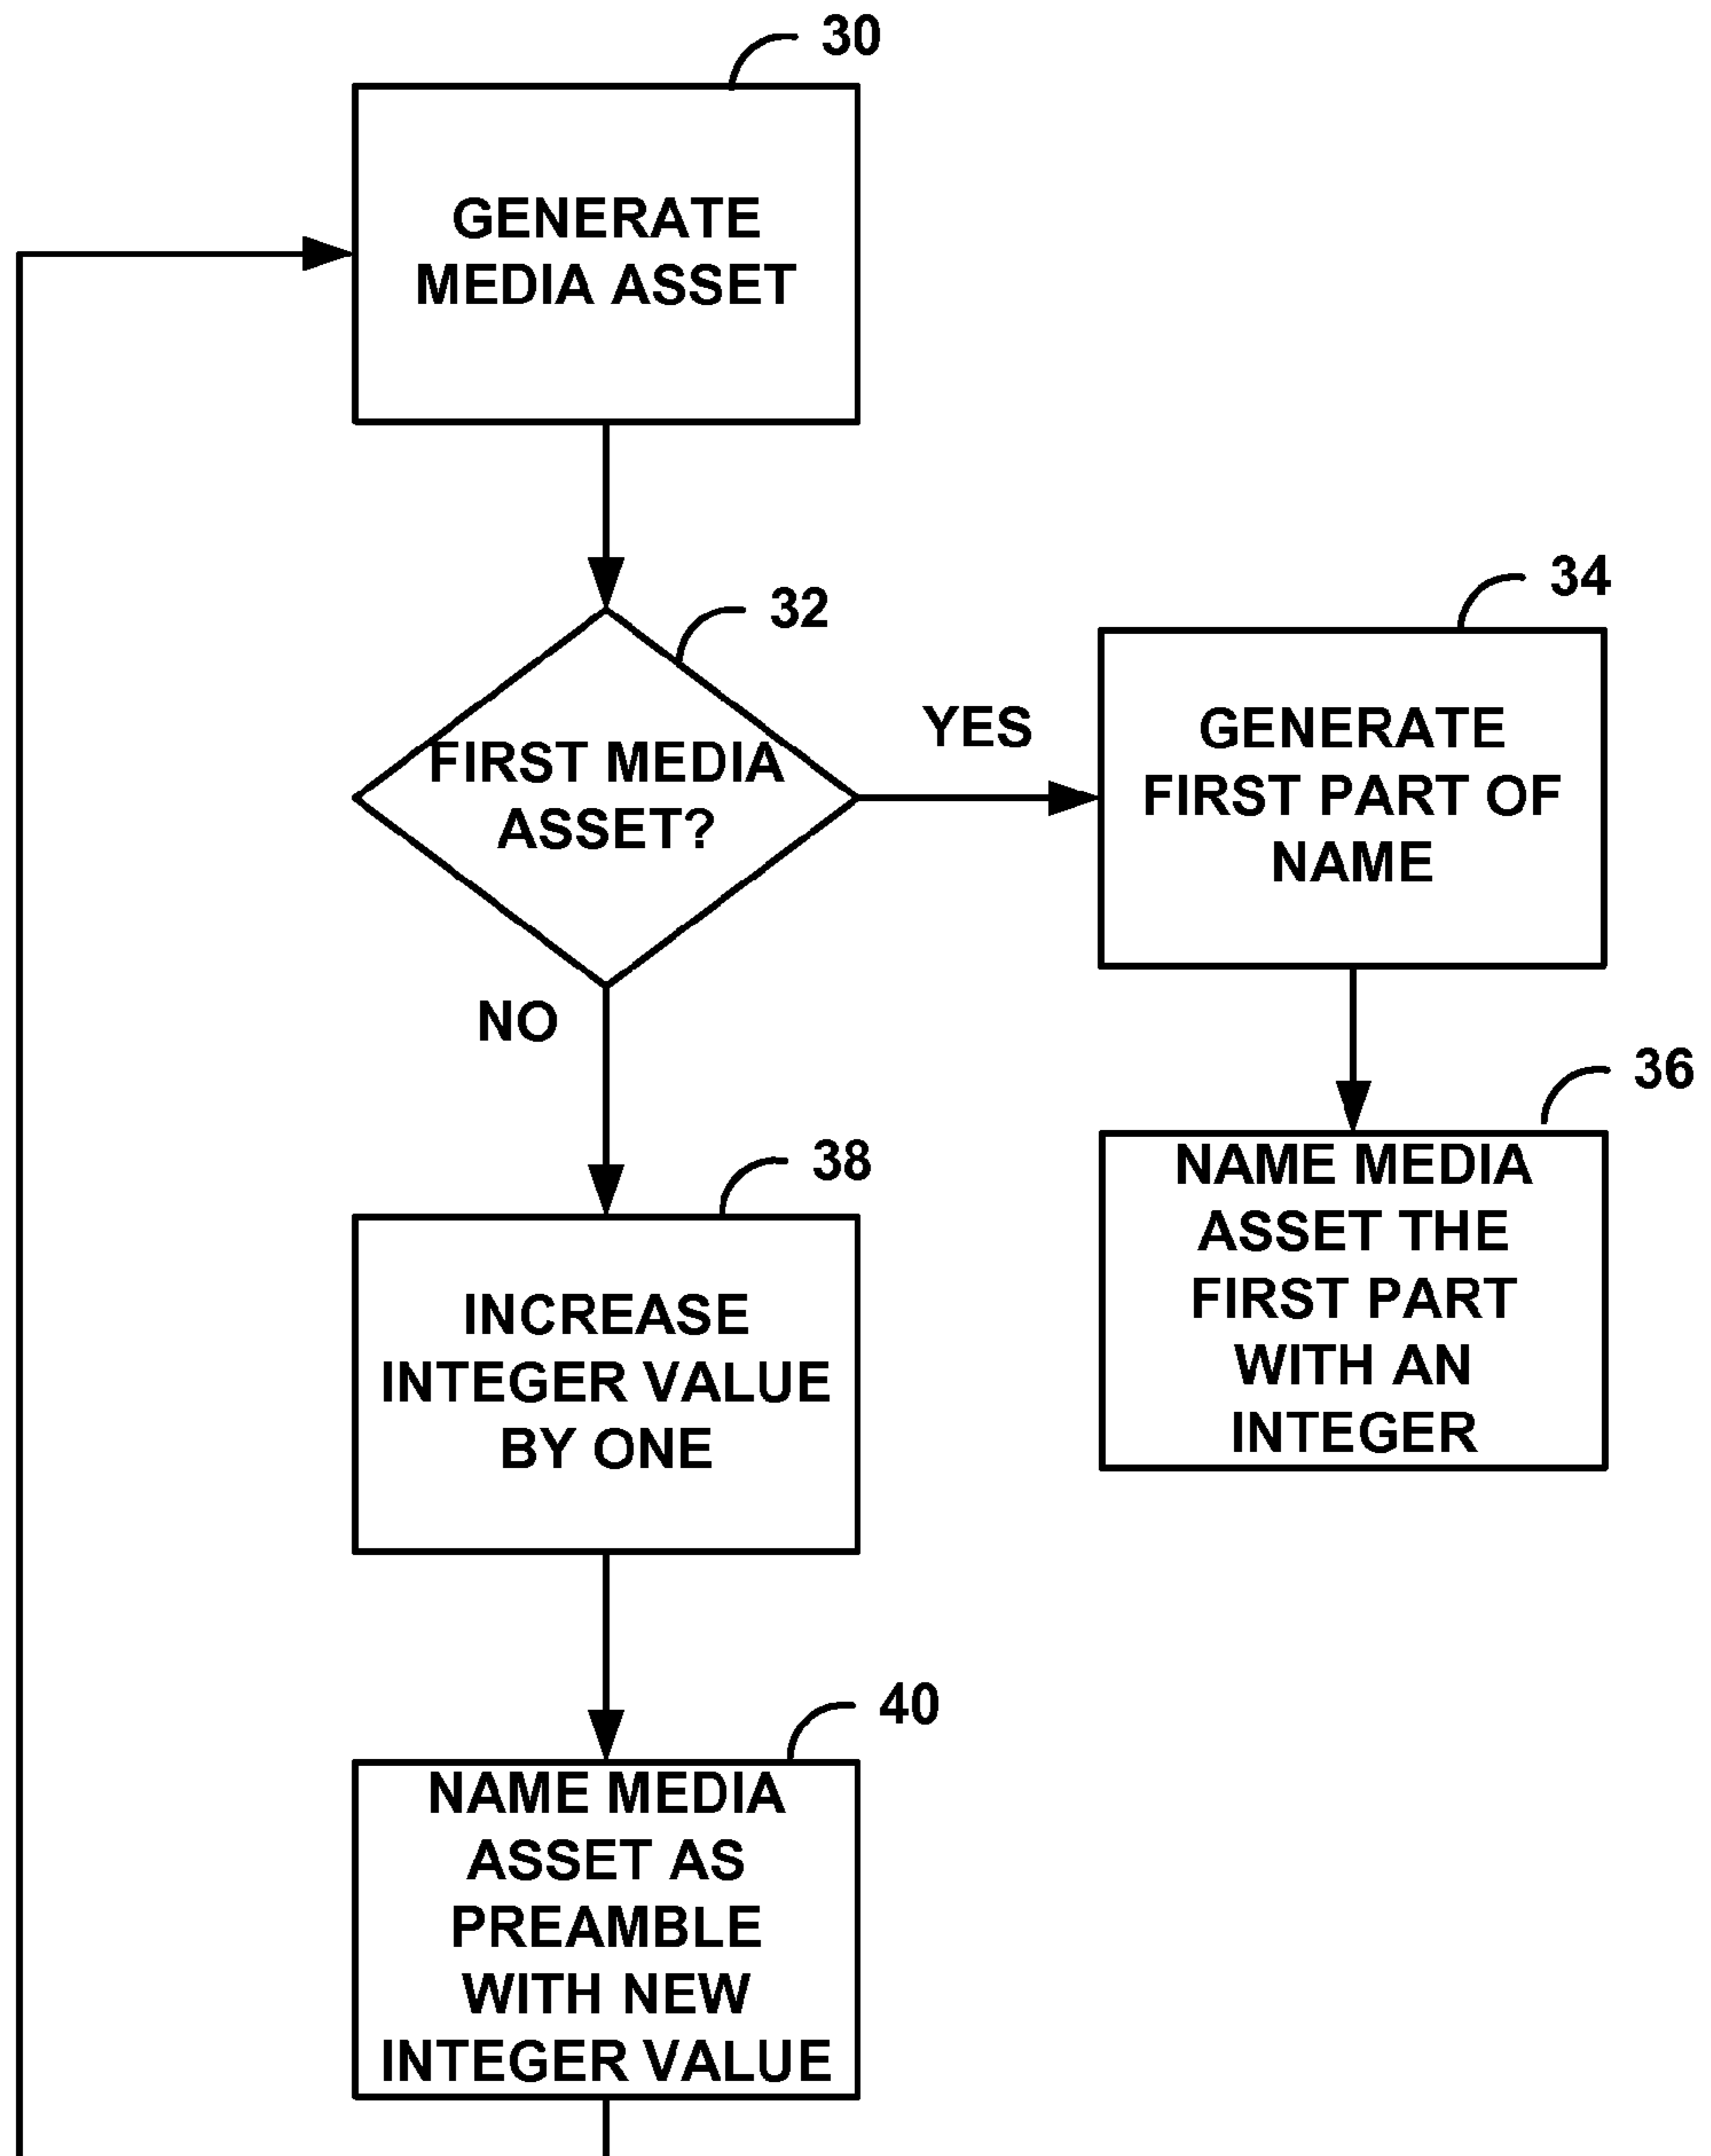 30
GENERATE
MEDIA ASSET
32
FIRST MEDIA
ASSET?
YES
34
GENERATE
FIRST PART OF
NAME
NO
36
NAME MEDIA
ASSET THE
FIRST PART
WITH AN
INTEGER
38
INCREASE
INTEGER VALUE
BY ONE
40
NAME MEDIA
ASSET AS
PREAMBLE
WITH NEW
INTEGER VALUE